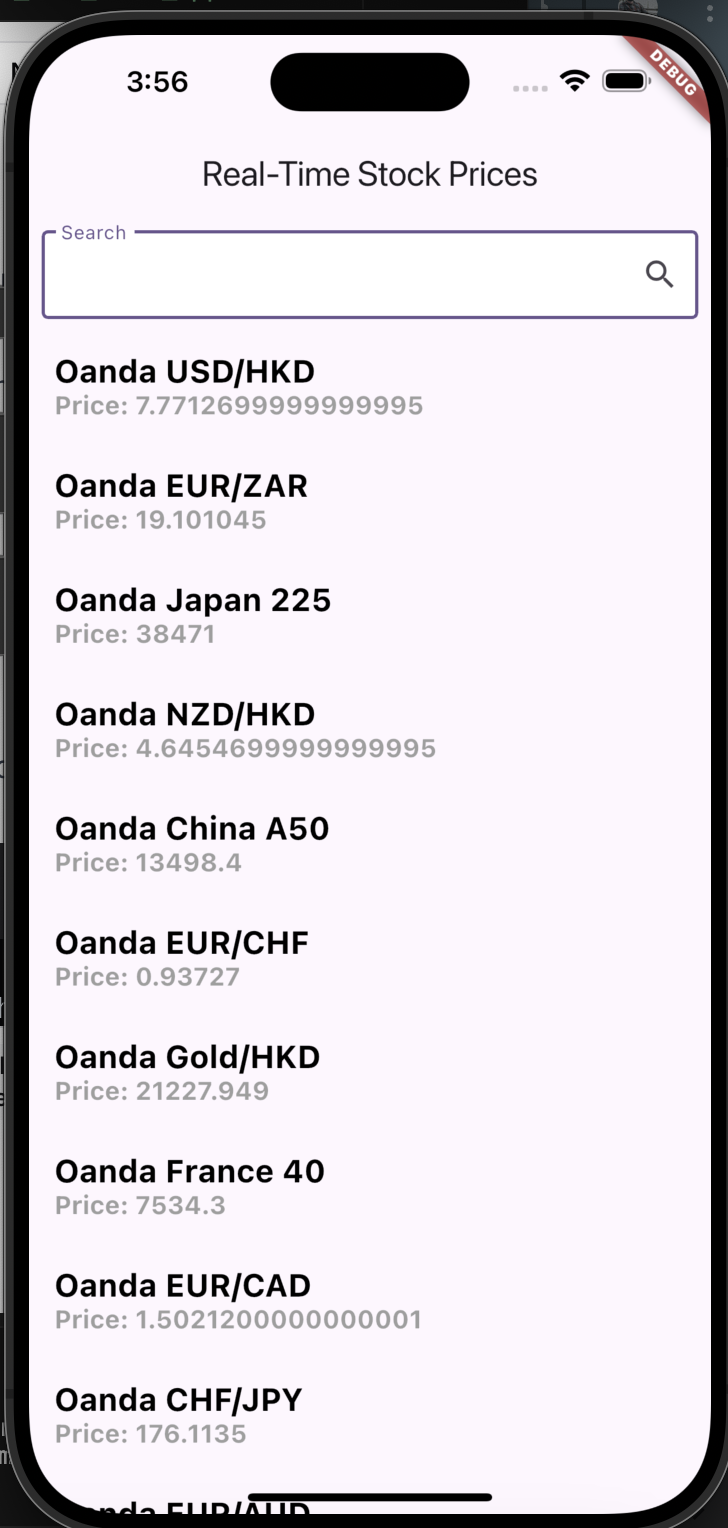 3:56
DEBUG
Real-Time Stock Prices
Search
Oanda USD/HKD
Price: 7.7712699999999995
Oanda EUR/ZAR
Price: 19.101045
Oanda Japan 225
Price: 38471
Oanda NZD/HKD
Price: 4.6454699999999995
Oanda China A50
Price: 13498.4
Oanda EUR/CHF
Price: 0.93727
Oanda Gold/HKD
Price: 21227.949
Oanda France 40
Price: 7534.3
Oanda EUR/CAD
Price: 1.5021200000000001
Oanda CHF/JPY
Price: 176.1135
Oanda EUR/AUD